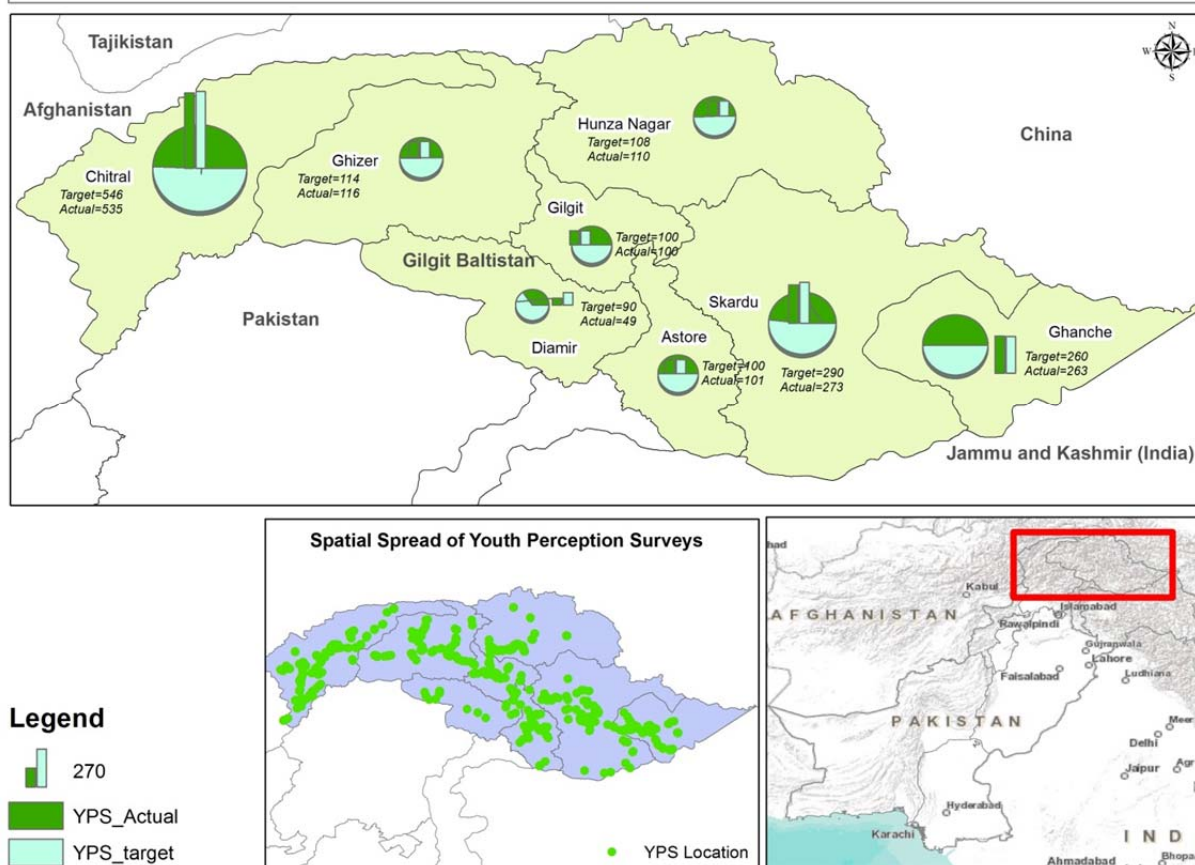 Tajikistan
N
W
E
S
Afghanistan
China
Hunza Nagar
Target=108
Actual=110
Ghizer
Target=114
Actual=116
Chitral
Target=546
Actual=535
Gilgit
Target=100
Actual=100
Gilgit Baltistan
Pakistan
Target=90
Actual=49
Diamir
Astore
Target=100
Actual=101
Skardu
Target=290
Actual=273
Ghanche
Target=260
Actual=263
Jammu and Kashmir (India)
Spatial Spread of Youth Perception Surveys
YPS Location
Legend
270
YPS_Actual
YPS_target
ad
Kabul
AFGHANISTAN
Islamabad
Rawalpindi
Gujranwala
Lahore
Faisalabad
Ludhiana
PAKISTAN
Meer
Delhi
Jaipur
Agr
Hyderabad
Karachi
IND
Ahmadabad
Bhopa